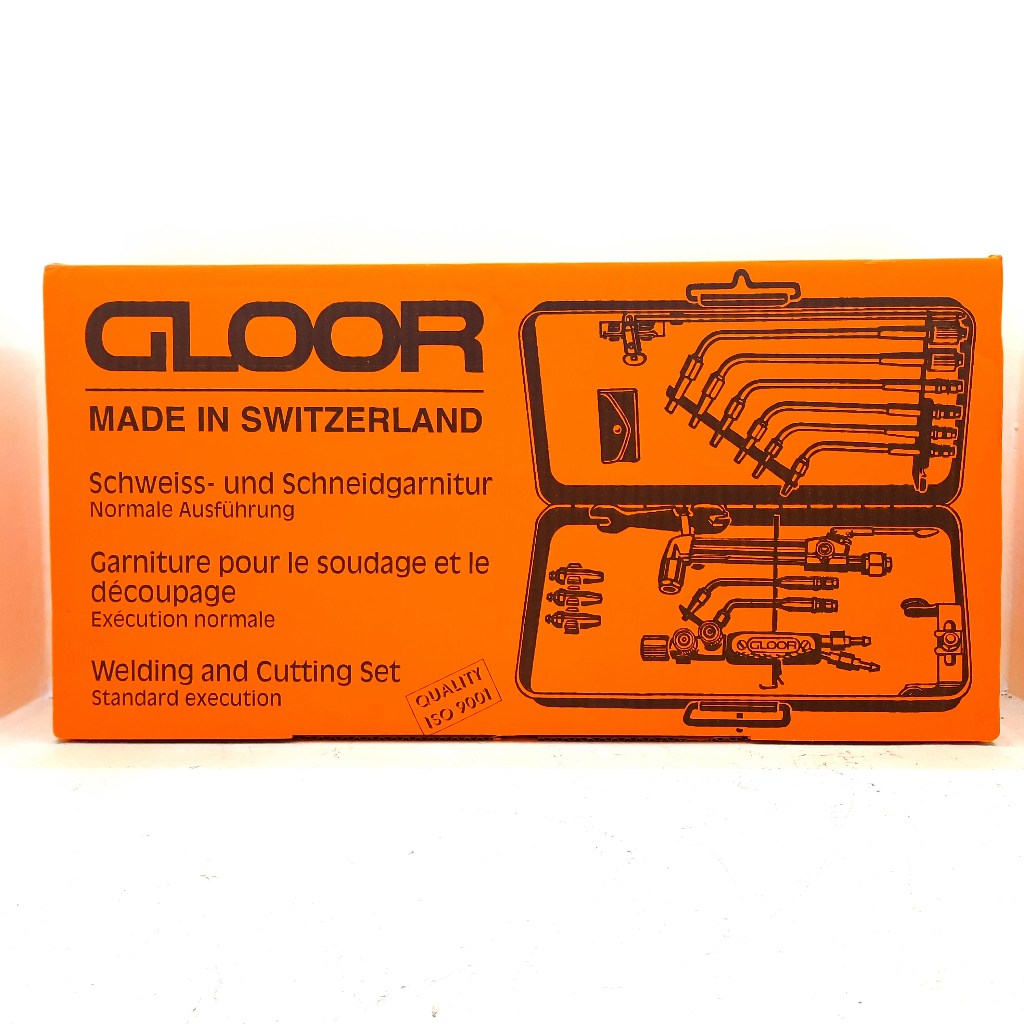 GLOOR
MADE IN SWITZERLAND
Schweiss- und Schneidgarnitur
Normale Ausführung
Garniture pour le soudage et le
découpage
Exécution normale
Welding and Cutting Set
Standard execution
QUALITY
ISO 9001
GLOOR